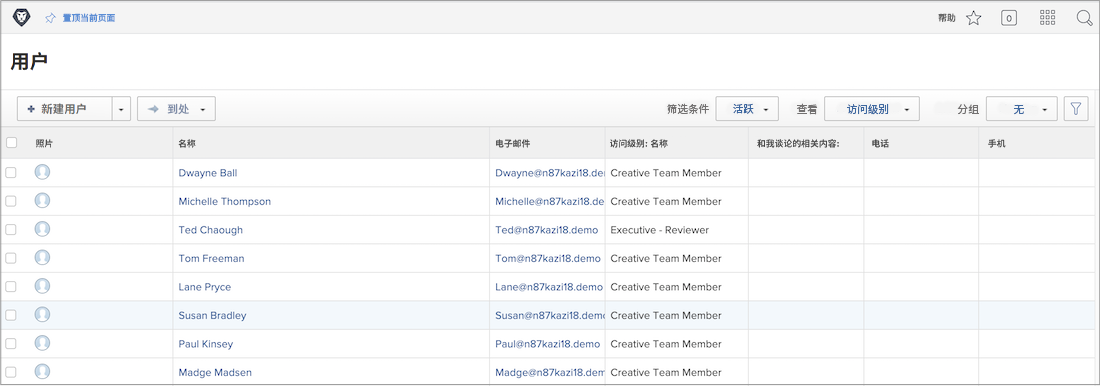 置顶当前页面 帮助 0
用户
新建用户 到处 筛选条件 活跃 查看 访问级别 分组 无
照片 名称 电子邮件 访问级别: 名称 和我谈论的相关内容: 电话 手机
Dwayne Ball Dwayne@n87kazi18.demo Creative Team Member
Michelle Thompson Michelle@n87kazi18.de Creative Team Member
Ted Chaough Ted@n87kazi18.demo Executive - Reviewer
Tom Freeman Tom@n87kazi18.demo Creative Team Member
Lane Pryce Lane@n87kazi18.demo Creative Team Member
Susan Bradley Susan@n87kazi18.demo Creative Team Member
Paul Kinsey Paul@n87kazi18.demo Creative Team Member
Madge Madsen Madge@n87kazi18.dem Creative Team Member